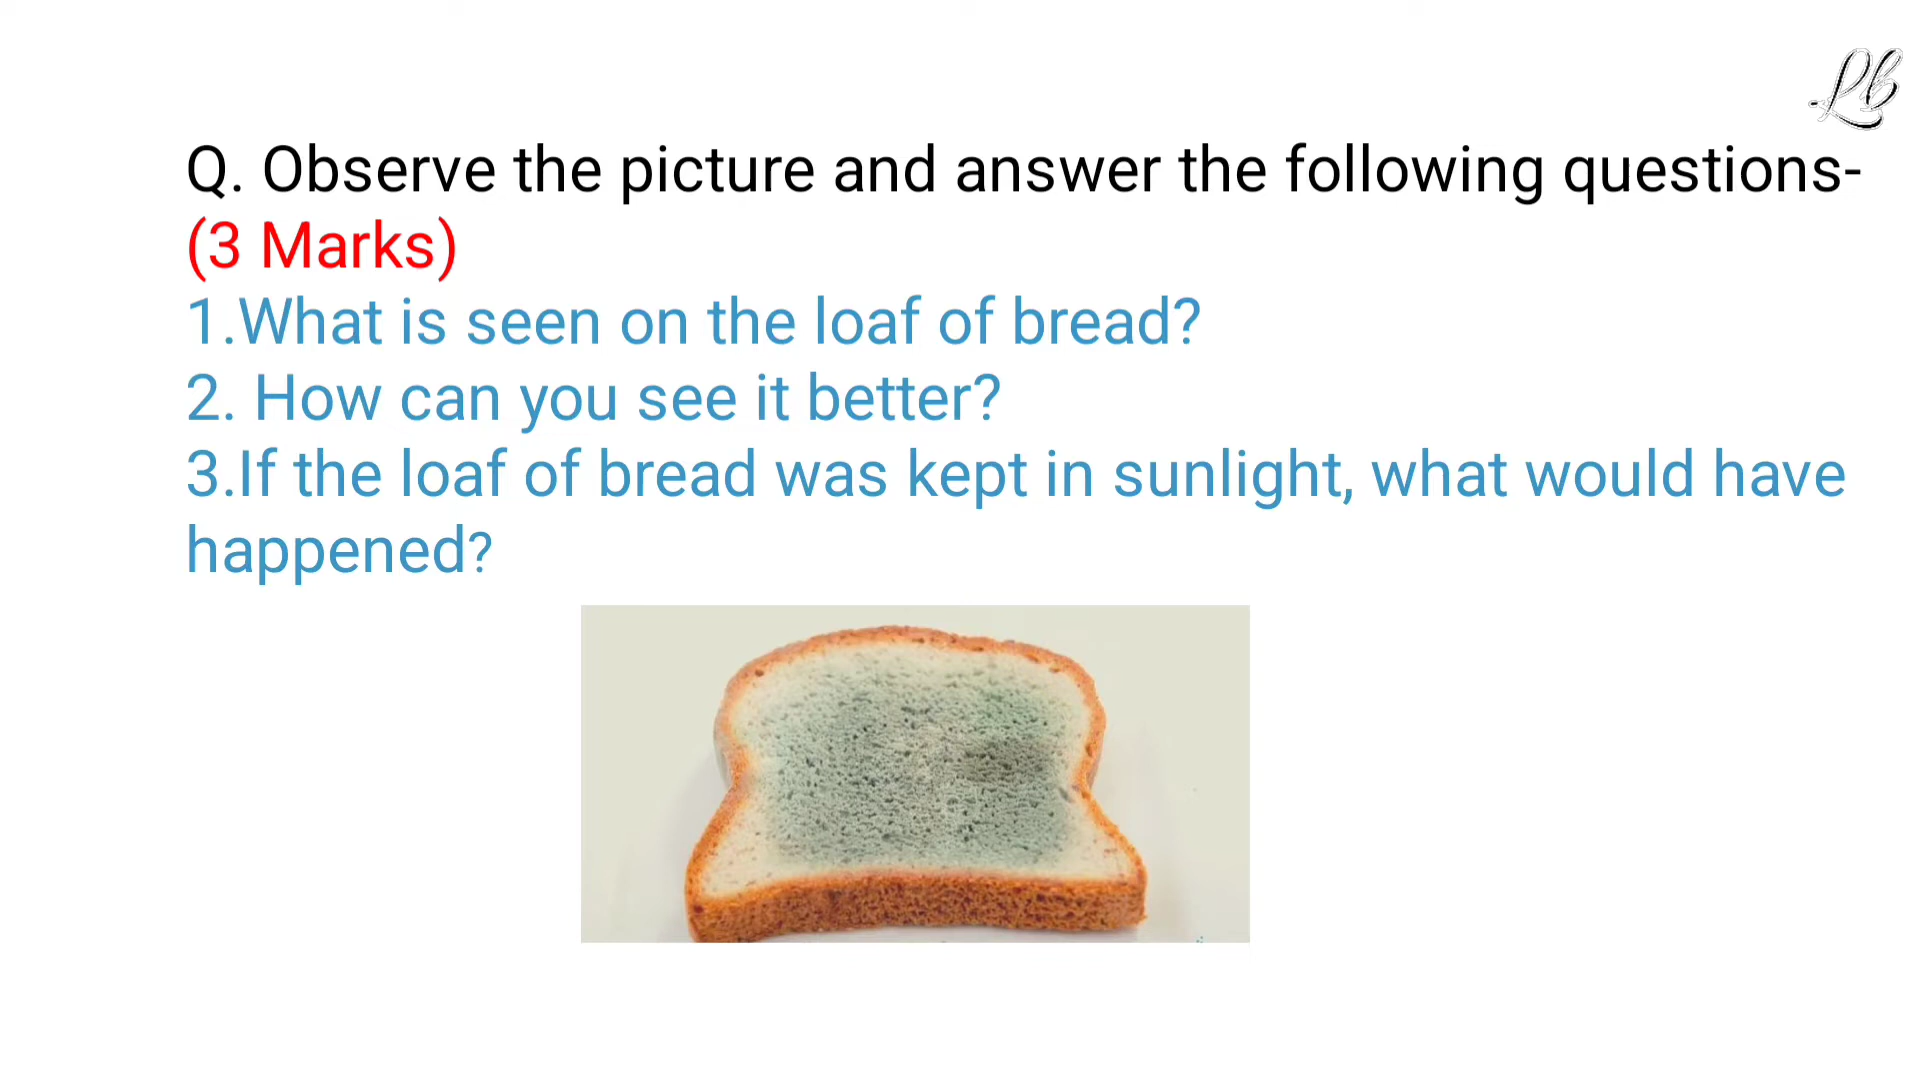 Lb
Q. Observe the picture and answer the following questions-
(3 Marks)
1.What is seen on the loaf of bread?
2. How can you see it better?
3.If the loaf of bread was kept in sunlight, what would have
happened?